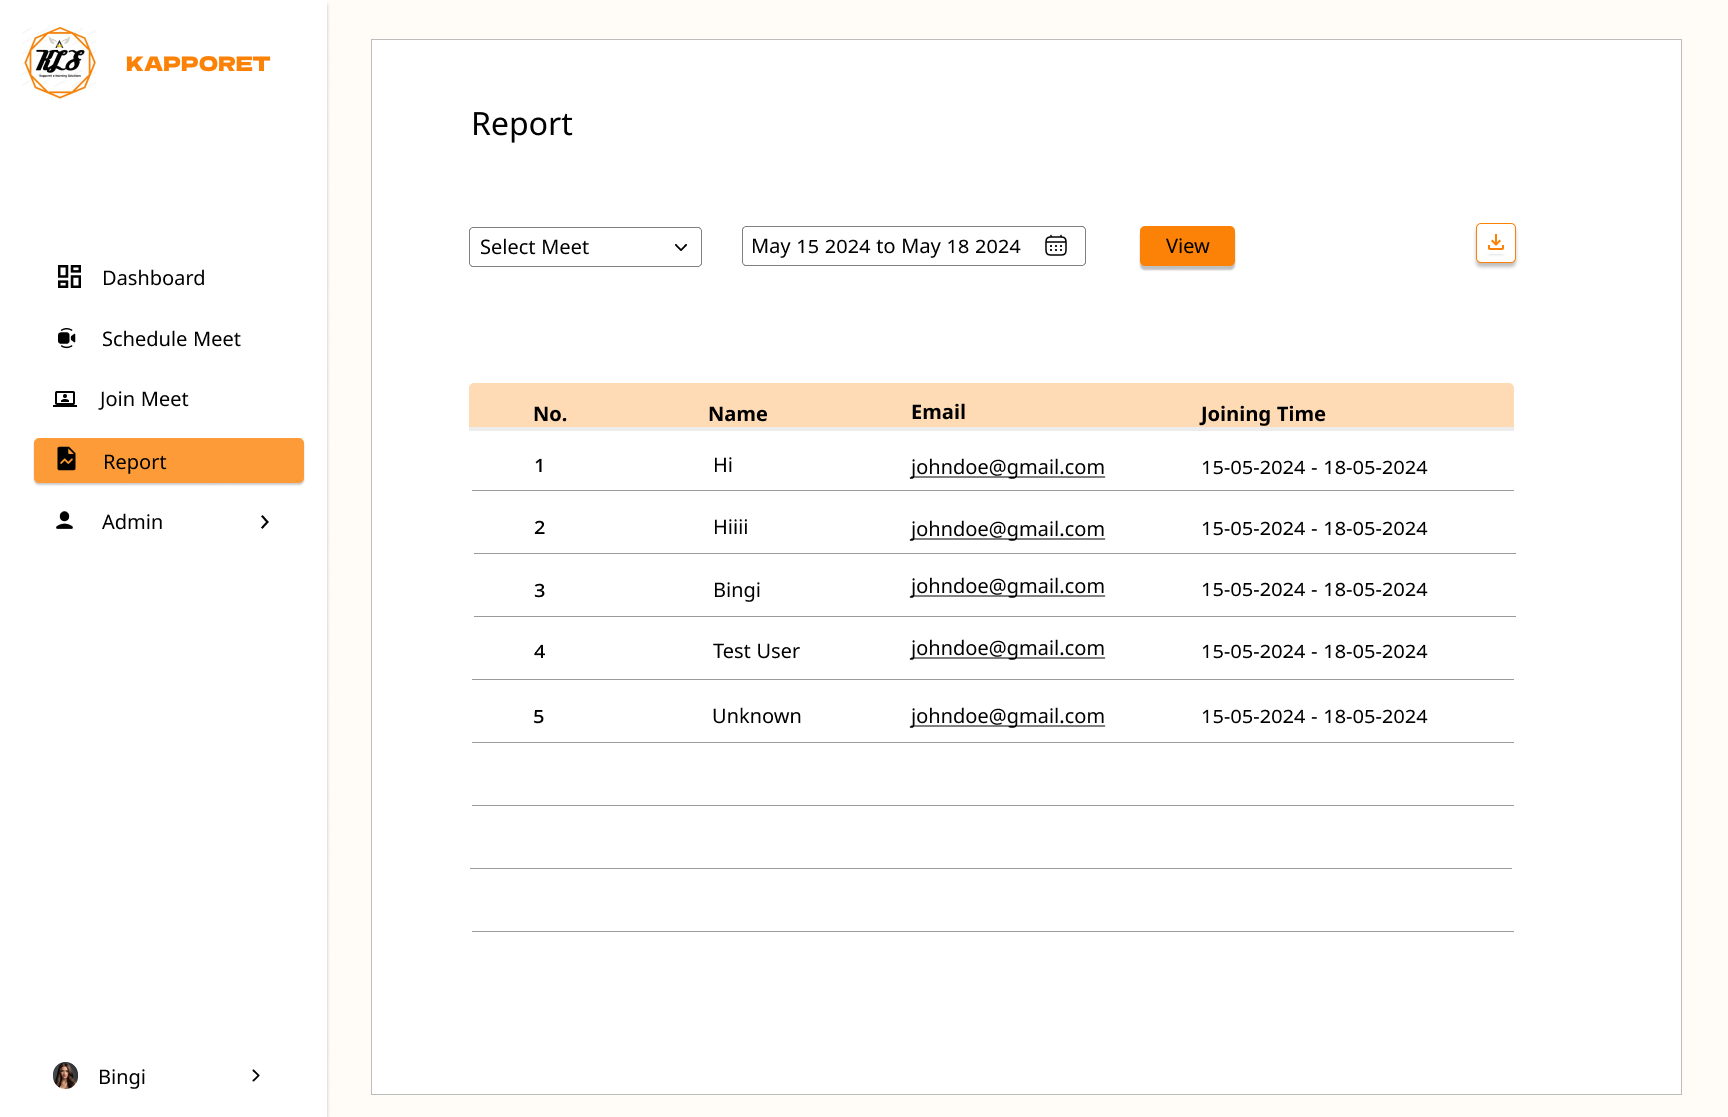 KLS
KAPPORET
Dashboard
Schedule Meet
Join Meet
Report
Admin
Bingi
Report
Select Meet
May 15 2024 to May 18 2024
View
No. Name Email Joining Time
1 Hi johndoe@gmail.com 15-05-2024 - 18-05-2024
2 Hiiii johndoe@gmail.com 15-05-2024 - 18-05-2024
3 Bingi johndoe@gmail.com 15-05-2024 - 18-05-2024
4 Test User johndoe@gmail.com 15-05-2024 - 18-05-2024
5 Unknown johndoe@gmail.com 15-05-2024 - 18-05-2024